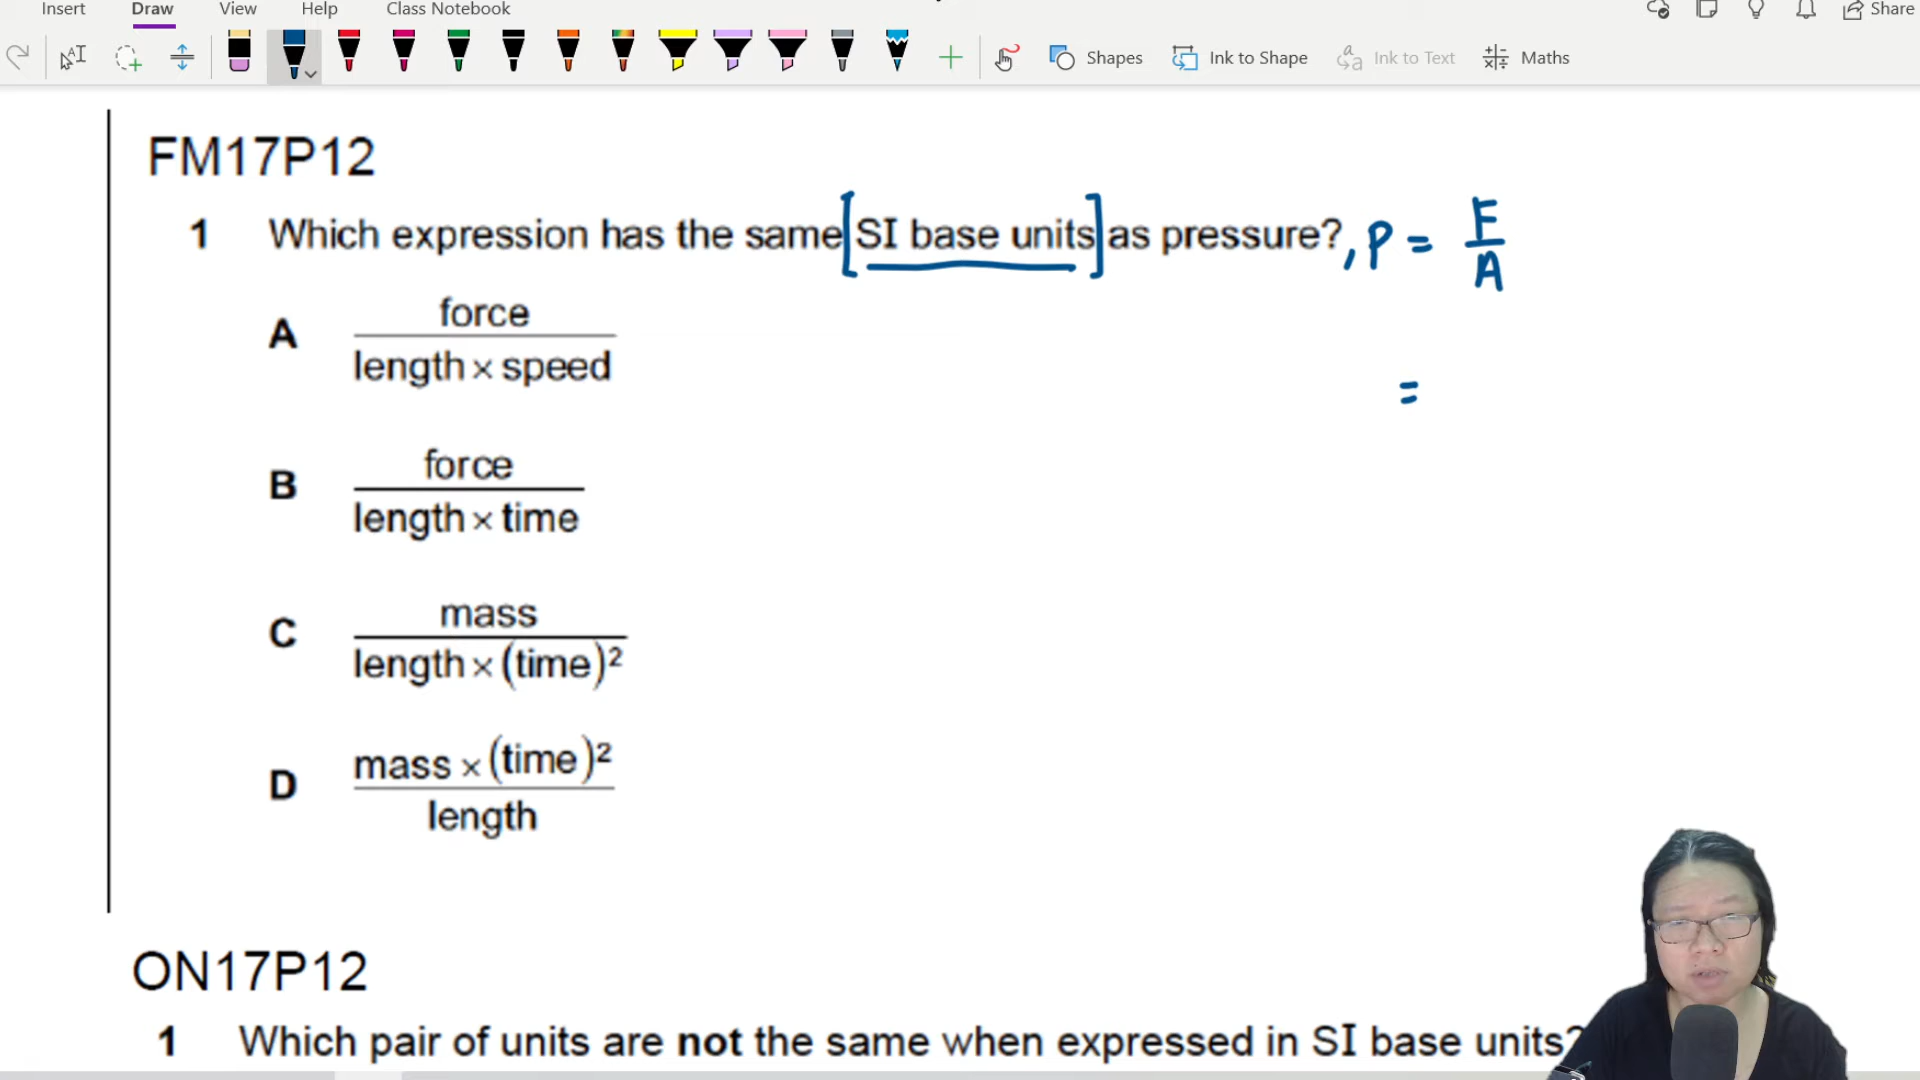 Insert Draw View Help Class Notebook Share
Shapes Ink to Shape Ink to Text Maths
FM17P12
1 Which expression has the same [SI base units] as pressure? , P = F/A
A force
length × speed
=
B force
length × time
C mass
length × (time)²
D mass × (time)²
length
ON17P12
1 Which pair of units are not the same when expressed in SI base units?